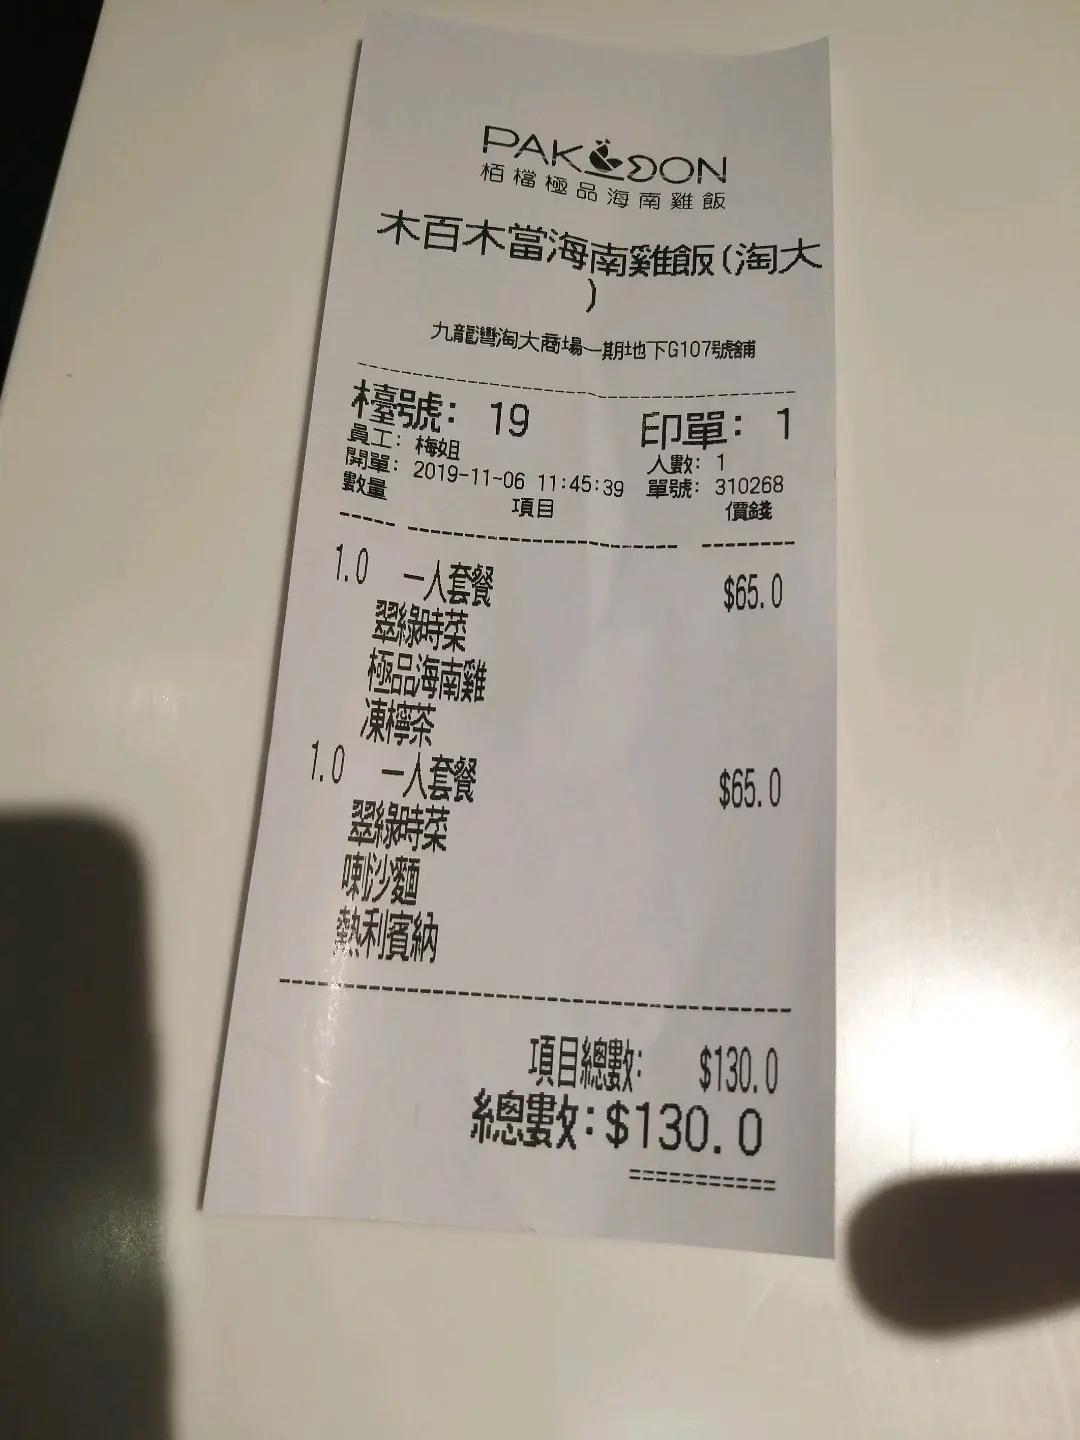 PAK DON
栢檔極品海南雞飯
木百木當海南雞飯(淘大
)
九龍灣淘大商場一期地下G107號舖
檯號: 19 印單: 1
員工: 梅姐 人數: 1
開單: 2019-11-06 11:45:39 單號: 310268
數量 項目 價錢
1.0 一人套餐 $65.0
翠綠時菜
極品海南雞
凍檸茶
1.0 一人套餐 $65.0
翠綠時菜
喇沙麵
熱利賓納
項目總數: $130.0
總數:$130.0